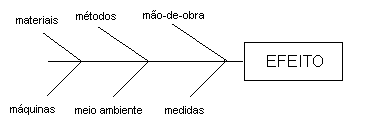 materiais
métodos
mão-de-obra
EFEITO
máquinas
meio ambiente
medidas